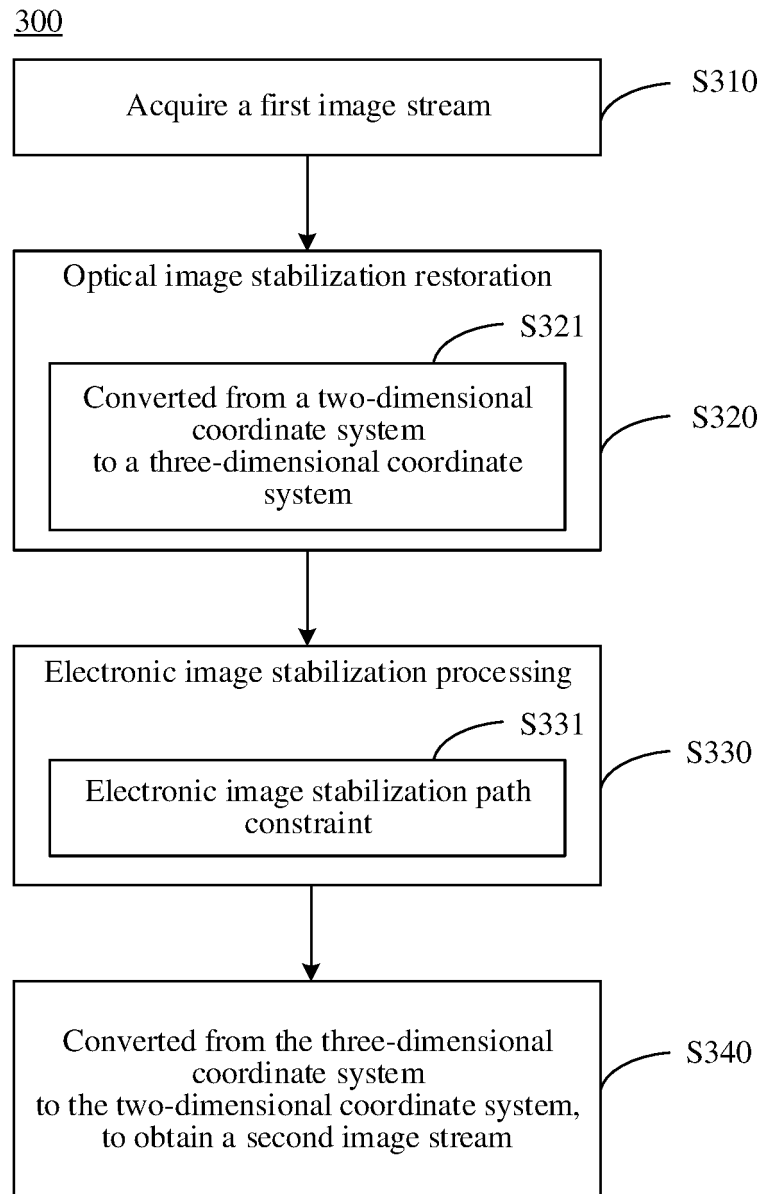 300
Acquire a first image stream
S310
Optical image stabilization restoration
S321
Converted from a two-dimensional
coordinate system
to a three-dimensional coordinate
system
S320
Electronic image stabilization processing
S331
Electronic image stabilization path
constraint
S330
Converted from the three-dimensional
coordinate system
to the two-dimensional coordinate system,
to obtain a second image stream
S340